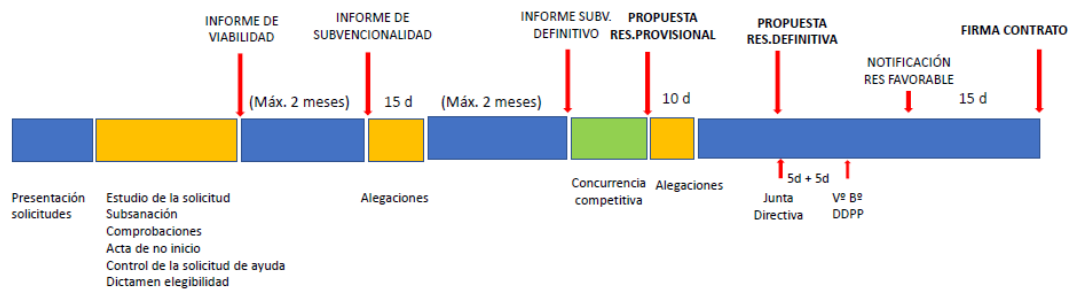 INFORME DE
VIABILIDAD
INFORME DE
SUBVENCIONALIDAD
INFORME SUBV.
DEFINITIVO
PROPUESTA
RES.PROVISIONAL
PROPUESTA
RES.DEFINITIVA
FIRMA CONTRATO
NOTIFICACIÓN
RES FAVORABLE
(Máx. 2 meses)
15 d
(Máx. 2 meses)
10 d
15 d
Presentación
solicitudes
Estudio de la solicitud
Subsanación
Comprobaciones
Acta de no inicio
Control de la solicitud de ayuda
Dictamen elegibilidad
Alegaciones
Concurrencia
competitiva
Alegaciones
5d + 5d
Junta
Directiva
Vº Bº
DDPP